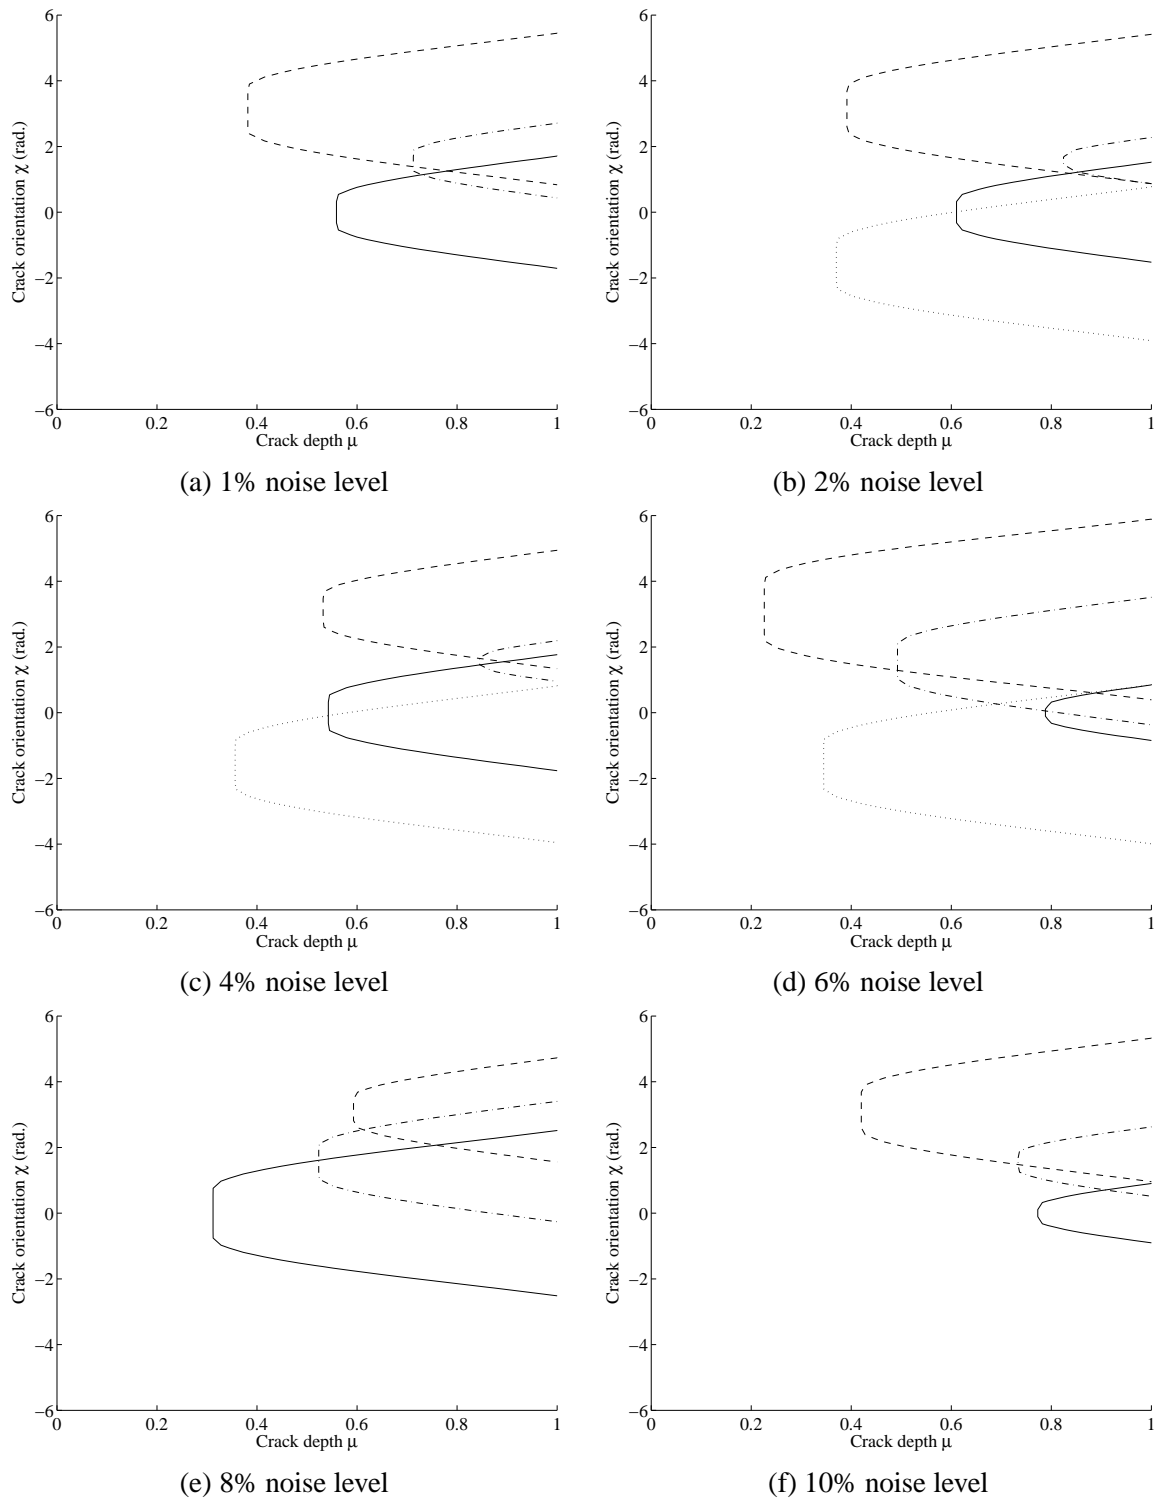 6
4
2
0
−2
−4
−6
Crack orientation χ (rad.)
0 0.2 0.4 0.6 0.8 1
Crack depth μ
(a) 1% noise level
6
4
2
0
−2
−4
−6
Crack orientation χ (rad.)
0 0.2 0.4 0.6 0.8 1
Crack depth μ
(b) 2% noise level
6
4
2
0
−2
−4
−6
Crack orientation χ (rad.)
0 0.2 0.4 0.6 0.8 1
Crack depth μ
(c) 4% noise level
6
4
2
0
−2
−4
−6
Crack orientation χ (rad.)
0 0.2 0.4 0.6 0.8 1
Crack depth μ
(d) 6% noise level
6
4
2
0
−2
−4
−6
Crack orientation χ (rad.)
0 0.2 0.4 0.6 0.8 1
Crack depth μ
(e) 8% noise level
6
4
2
0
−2
−4
−6
Crack orientation χ (rad.)
0 0.2 0.4 0.6 0.8 1
Crack depth μ
(f) 10% noise level